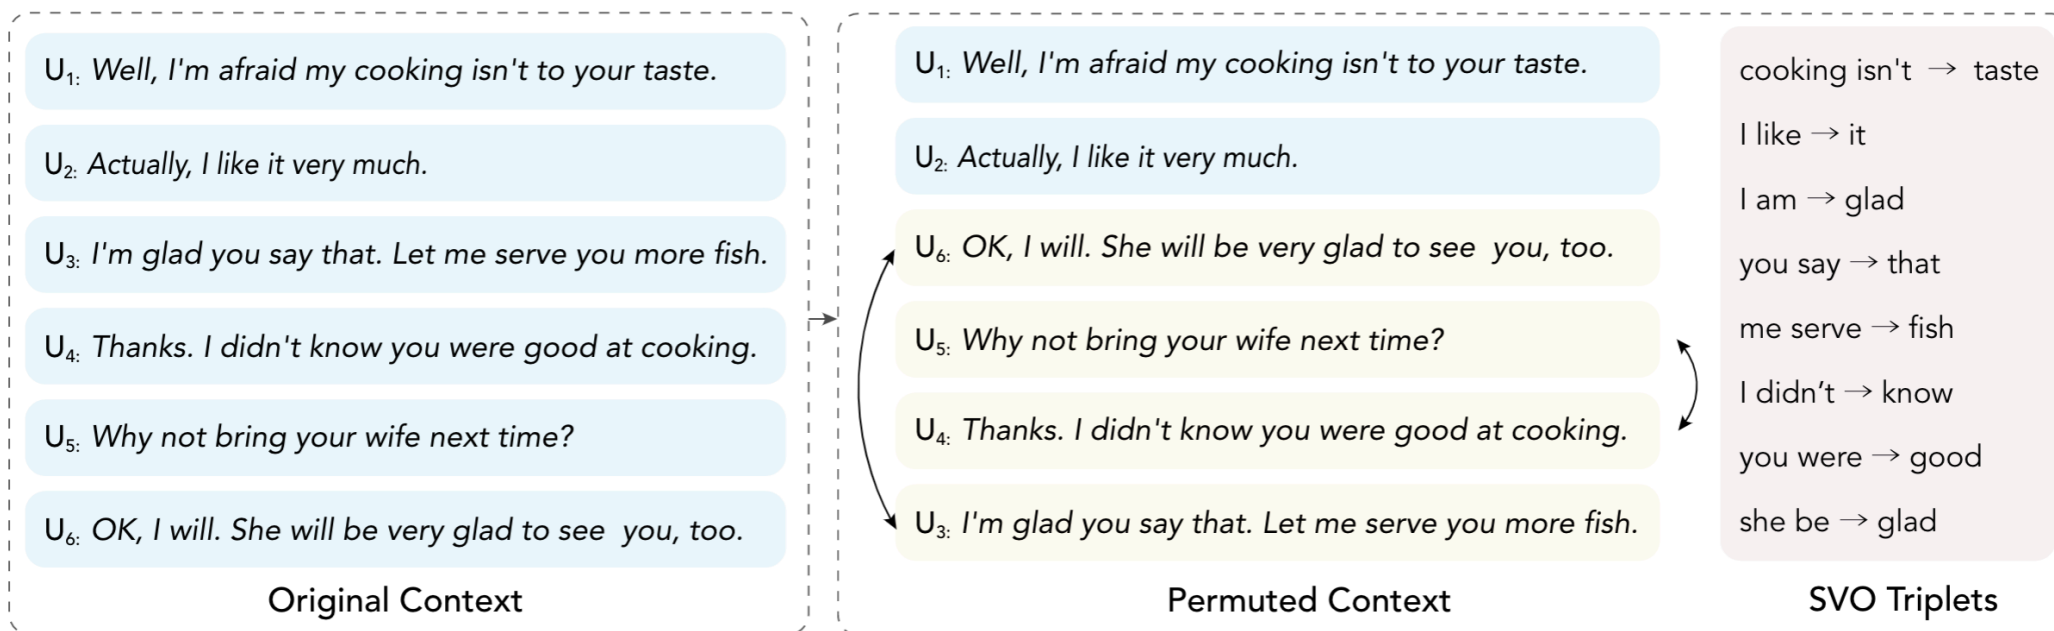 U1: Well, I'm afraid my cooking isn't to your taste.
U2: Actually, I like it very much.
U3: I'm glad you say that. Let me serve you more fish.
U4: Thanks. I didn't know you were good at cooking.
U5: Why not bring your wife next time?
U6: OK, I will. She will be very glad to see you, too.
Original Context
U1: Well, I'm afraid my cooking isn't to your taste.
U2: Actually, I like it very much.
U6: OK, I will. She will be very glad to see you, too.
U5: Why not bring your wife next time?
U4: Thanks. I didn't know you were good at cooking.
U3: I'm glad you say that. Let me serve you more fish.
Permuted Context
cooking isn't → taste
I like → it
I am → glad
you say → that
me serve → fish
I didn’t → know
you were → good
she be → glad
SVO Triplets